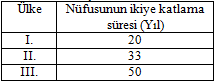 Ülke Nüfusunun ikiye katlama
süresi (Yıl)
I. 20
II. 33
III. 50